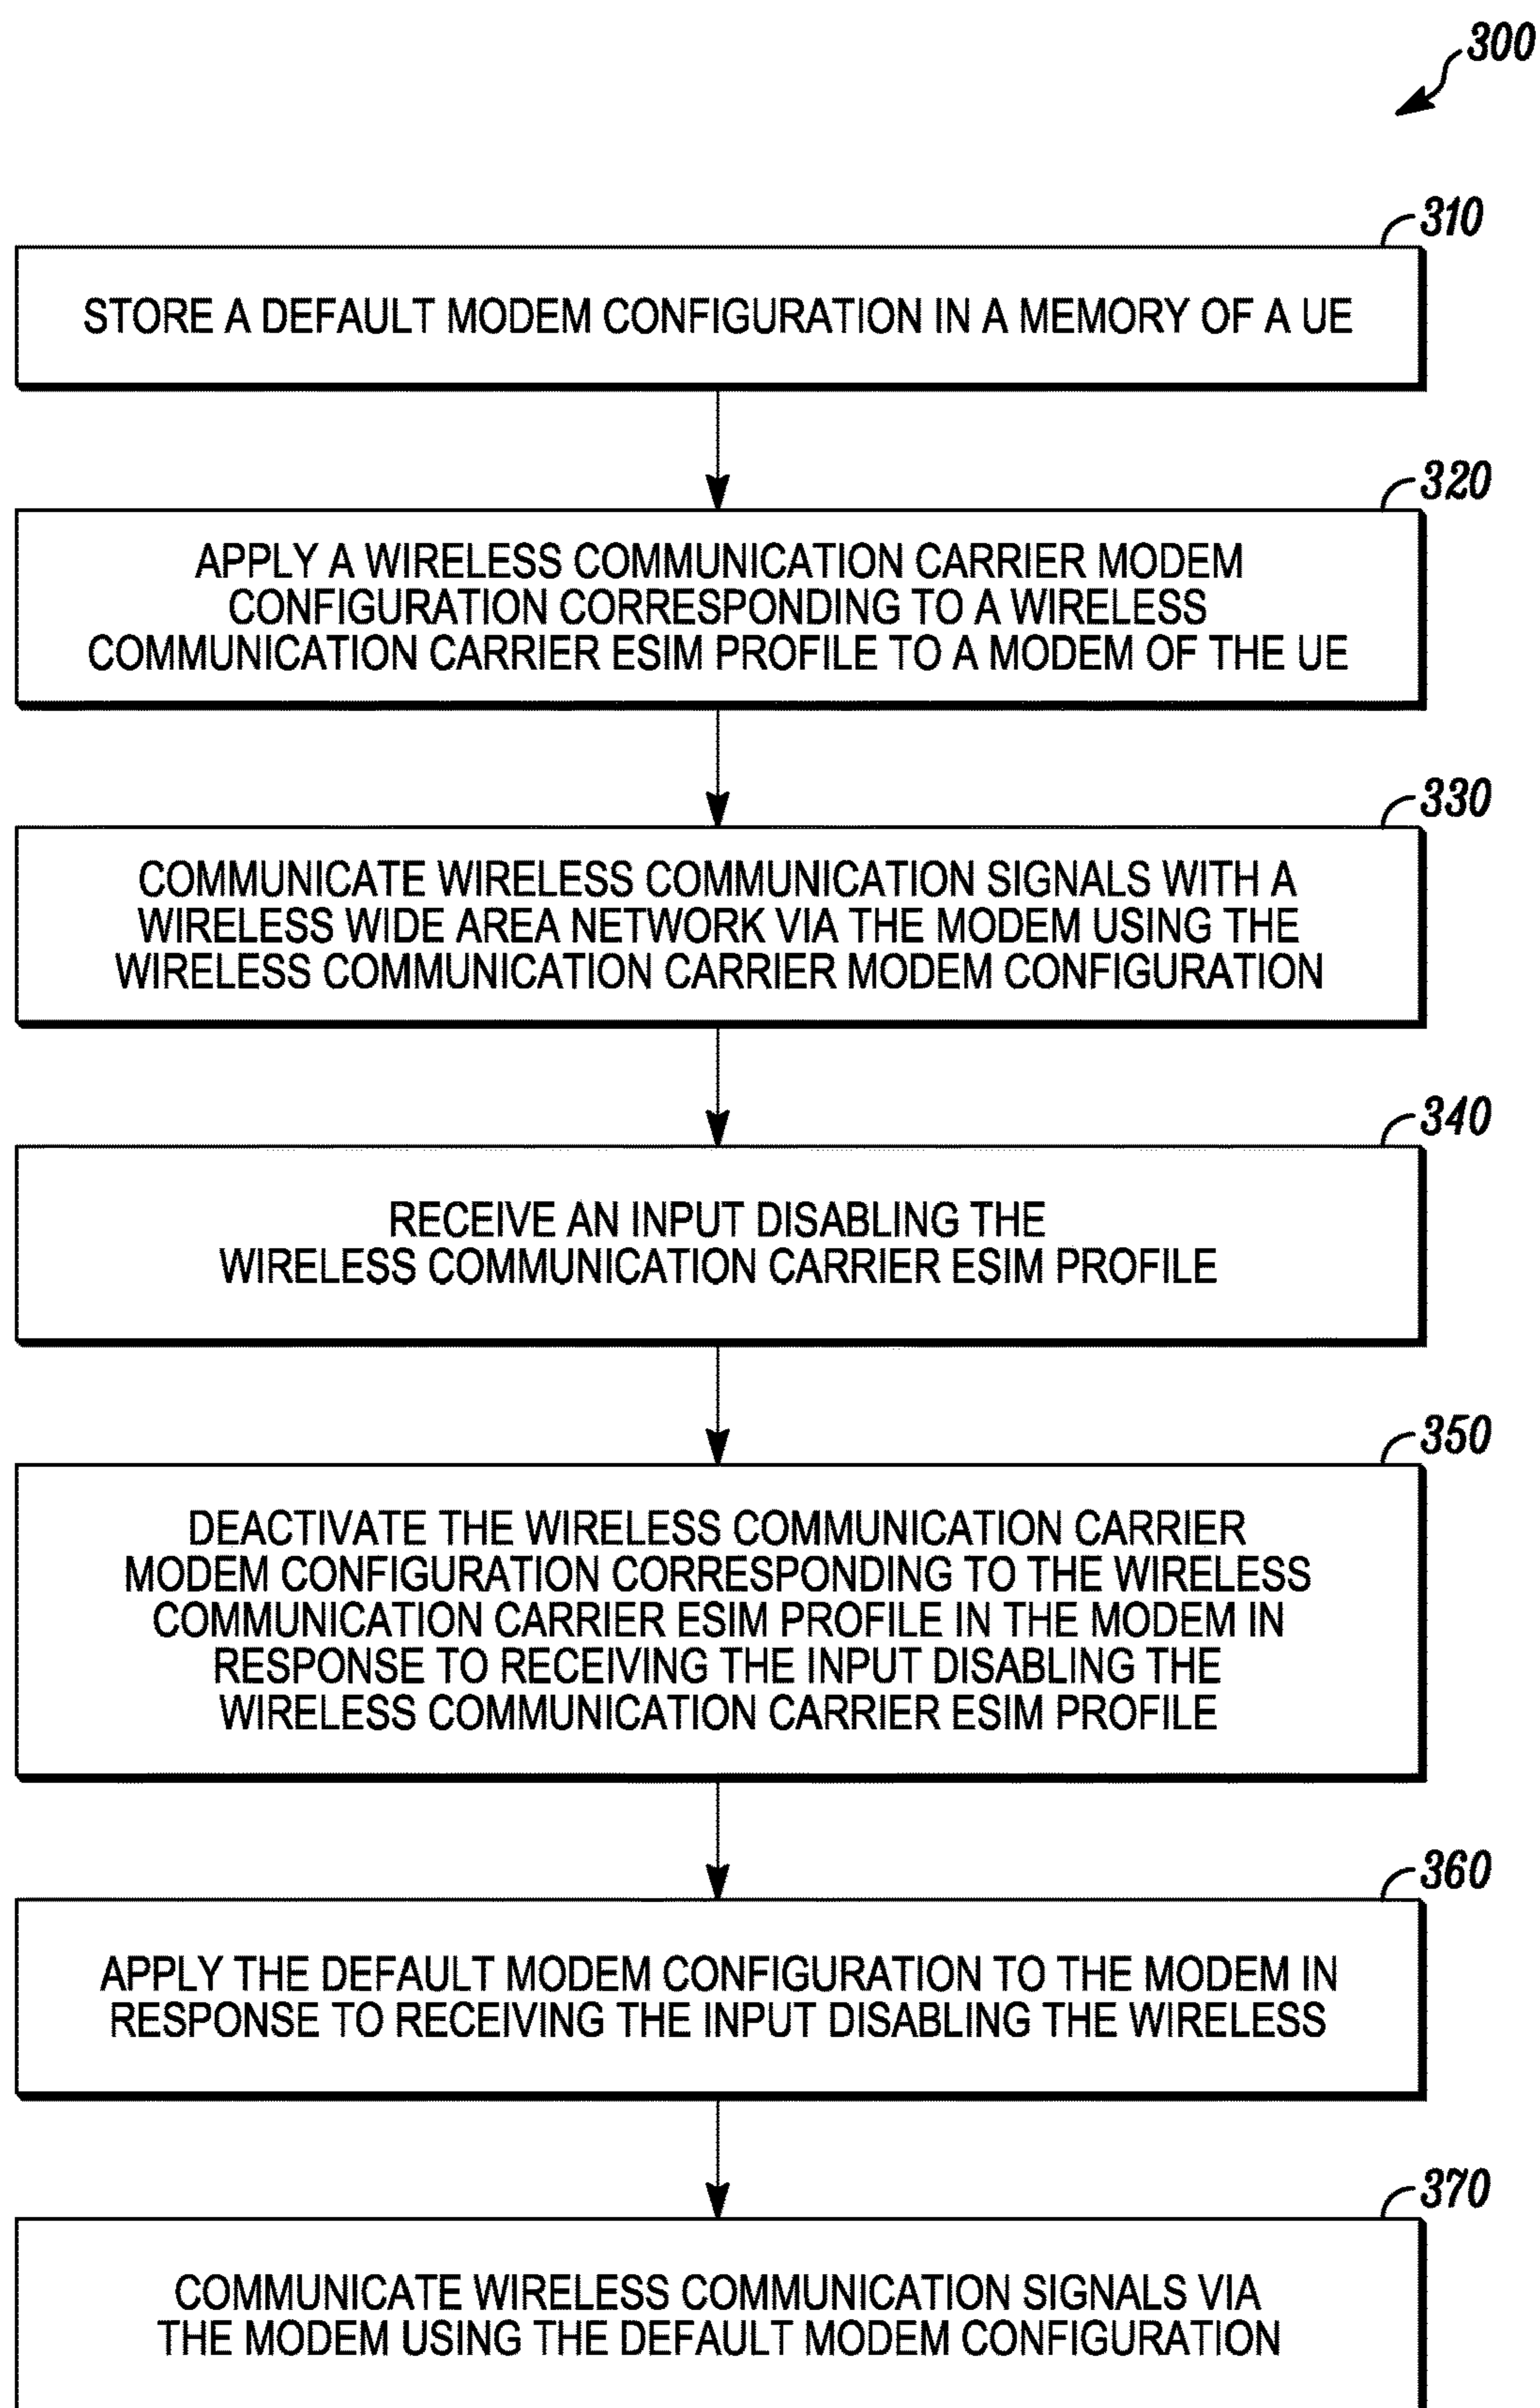 300
310
STORE A DEFAULT MODEM CONFIGURATION IN A MEMORY OF A UE
320
APPLY A WIRELESS COMMUNICATION CARRIER MODEM
CONFIGURATION CORRESPONDING TO A WIRELESS
COMMUNICATION CARRIER ESIM PROFILE TO A MODEM OF THE UE
330
COMMUNICATE WIRELESS COMMUNICATION SIGNALS WITH A
WIRELESS WIDE AREA NETWORK VIA THE MODEM USING THE
WIRELESS COMMUNICATION CARRIER MODEM CONFIGURATION
340
RECEIVE AN INPUT DISABLING THE
WIRELESS COMMUNICATION CARRIER ESIM PROFILE
350
DEACTIVATE THE WIRELESS COMMUNICATION CARRIER
MODEM CONFIGURATION CORRESPONDING TO THE WIRELESS
COMMUNICATION CARRIER ESIM PROFILE IN THE MODEM IN
RESPONSE TO RECEIVING THE INPUT DISABLING THE
WIRELESS COMMUNICATION CARRIER ESIM PROFILE
360
APPLY THE DEFAULT MODEM CONFIGURATION TO THE MODEM IN
RESPONSE TO RECEIVING THE INPUT DISABLING THE WIRELESS
370
COMMUNICATE WIRELESS COMMUNICATION SIGNALS VIA
THE MODEM USING THE DEFAULT MODEM CONFIGURATION